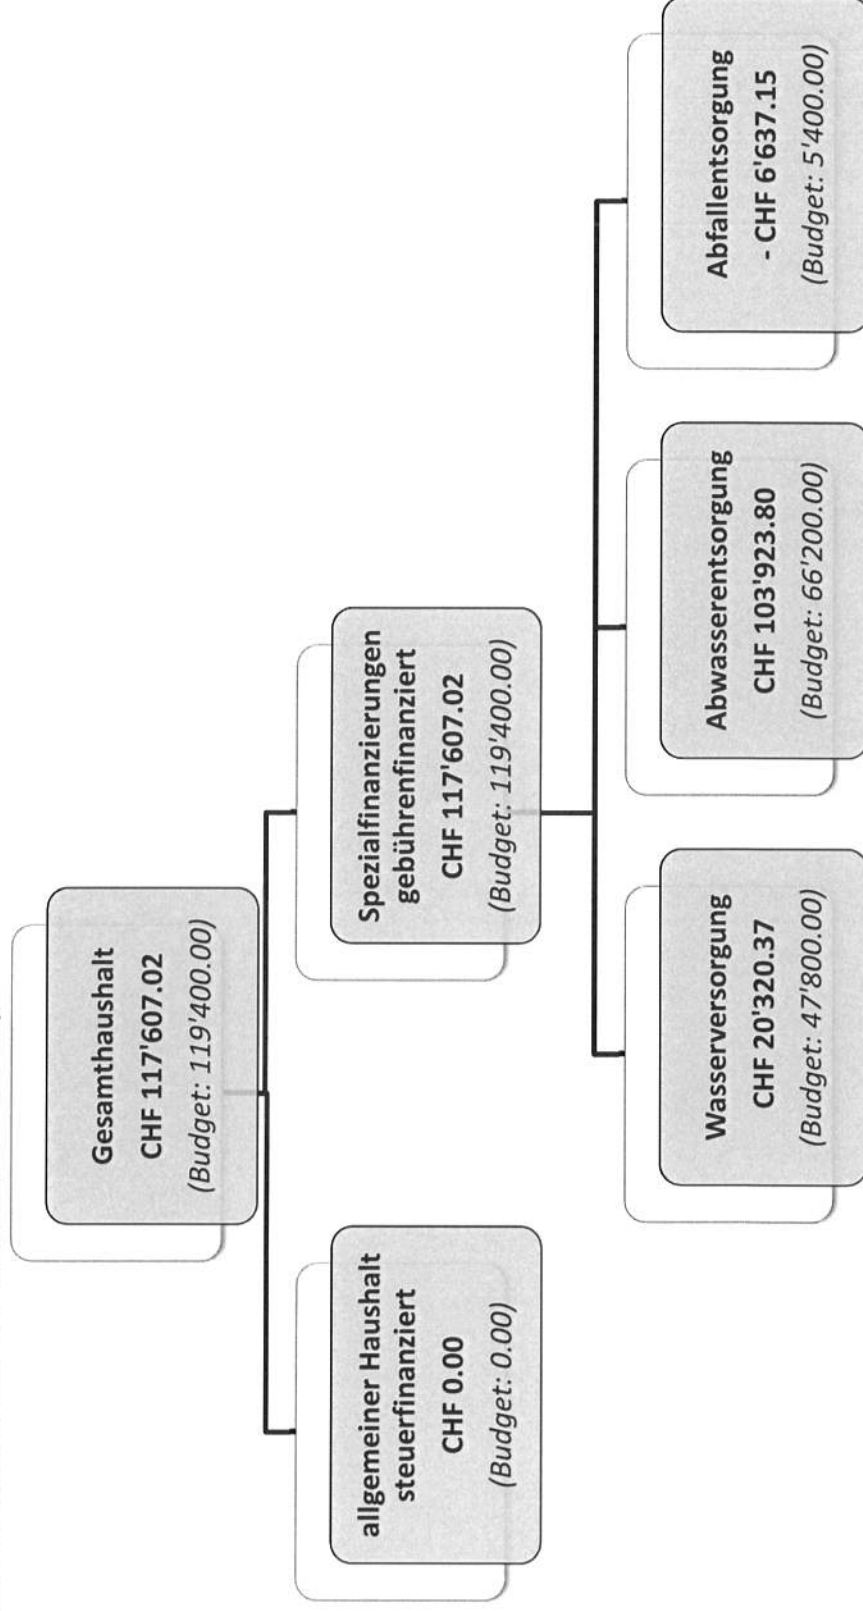 Gesamthaushalt
CHF 117'607.02
(Budget: 119'400.00)
allgemeiner Haushalt
steuerfinanziert
CHF 0.00
(Budget: 0.00)
Spezialfinanzierungen
gebührenfinanziert
CHF 117'607.02
(Budget: 119'400.00)
Wasserversorgung
CHF 20'320.37
(Budget: 47'800.00)
Abwasserentsorgung
CHF 103'923.80
(Budget: 66'200.00)
Abfallentsorgung
- CHF 6'637.15
(Budget: 5'400.00)